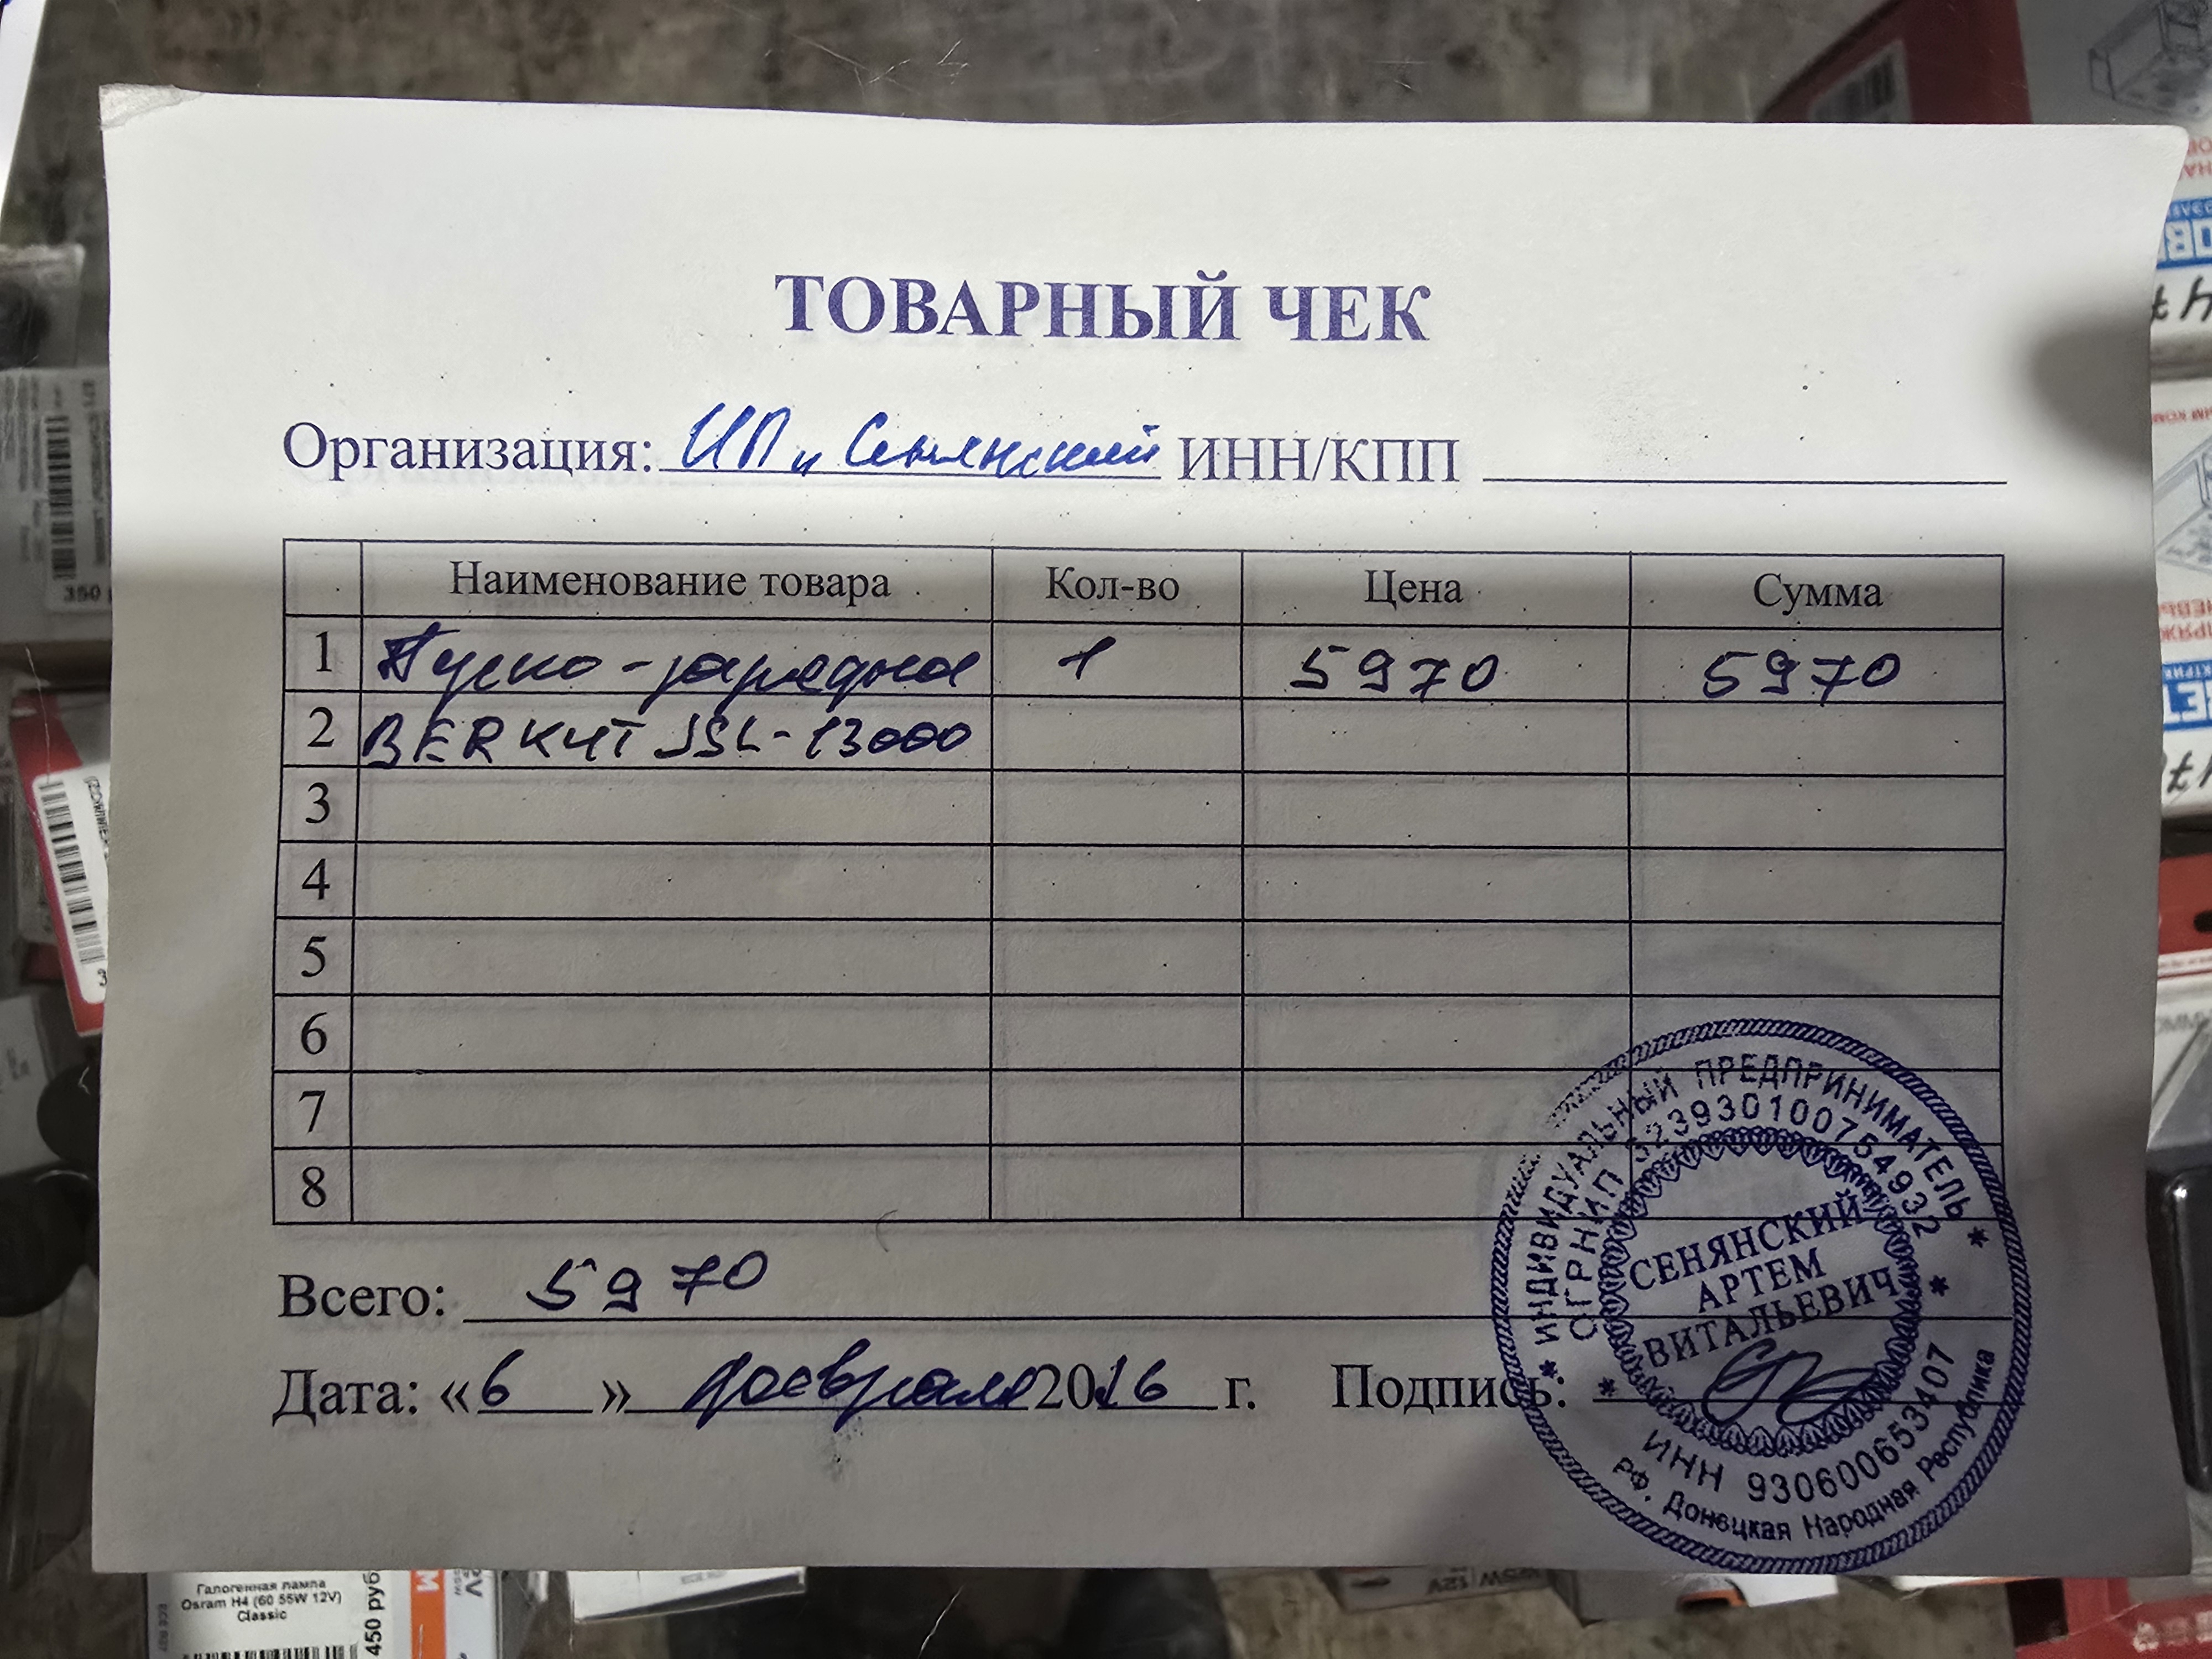 ТОВАРНЫЙ ЧЕК
Организация: ИП Сенянский ИНН/КПП
Наименование товара Кол-во Цена Сумма
1 Пуско-зарядное 1 5970 5970
2 BERKUT JSL-13000
3
4
5
6
7
8
Всего: 5970
Дата: «6» февраля 2026 г. Подпись:
* ИНДИВИДУАЛЬНЫЙ ПРЕДПРИНИМАТЕЛЬ *
ОГРНИП 323930100764932
СЕНЯНСКИЙ
АРТЕМ
ВИТАЛЬЕВИЧ
* ИНН 930600653407 *
РФ, Донецкая Народная Республика
Галогенная лампа
Osram H4 (60 55W 12V)
Classic
450 руб
350